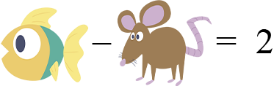 − = 2